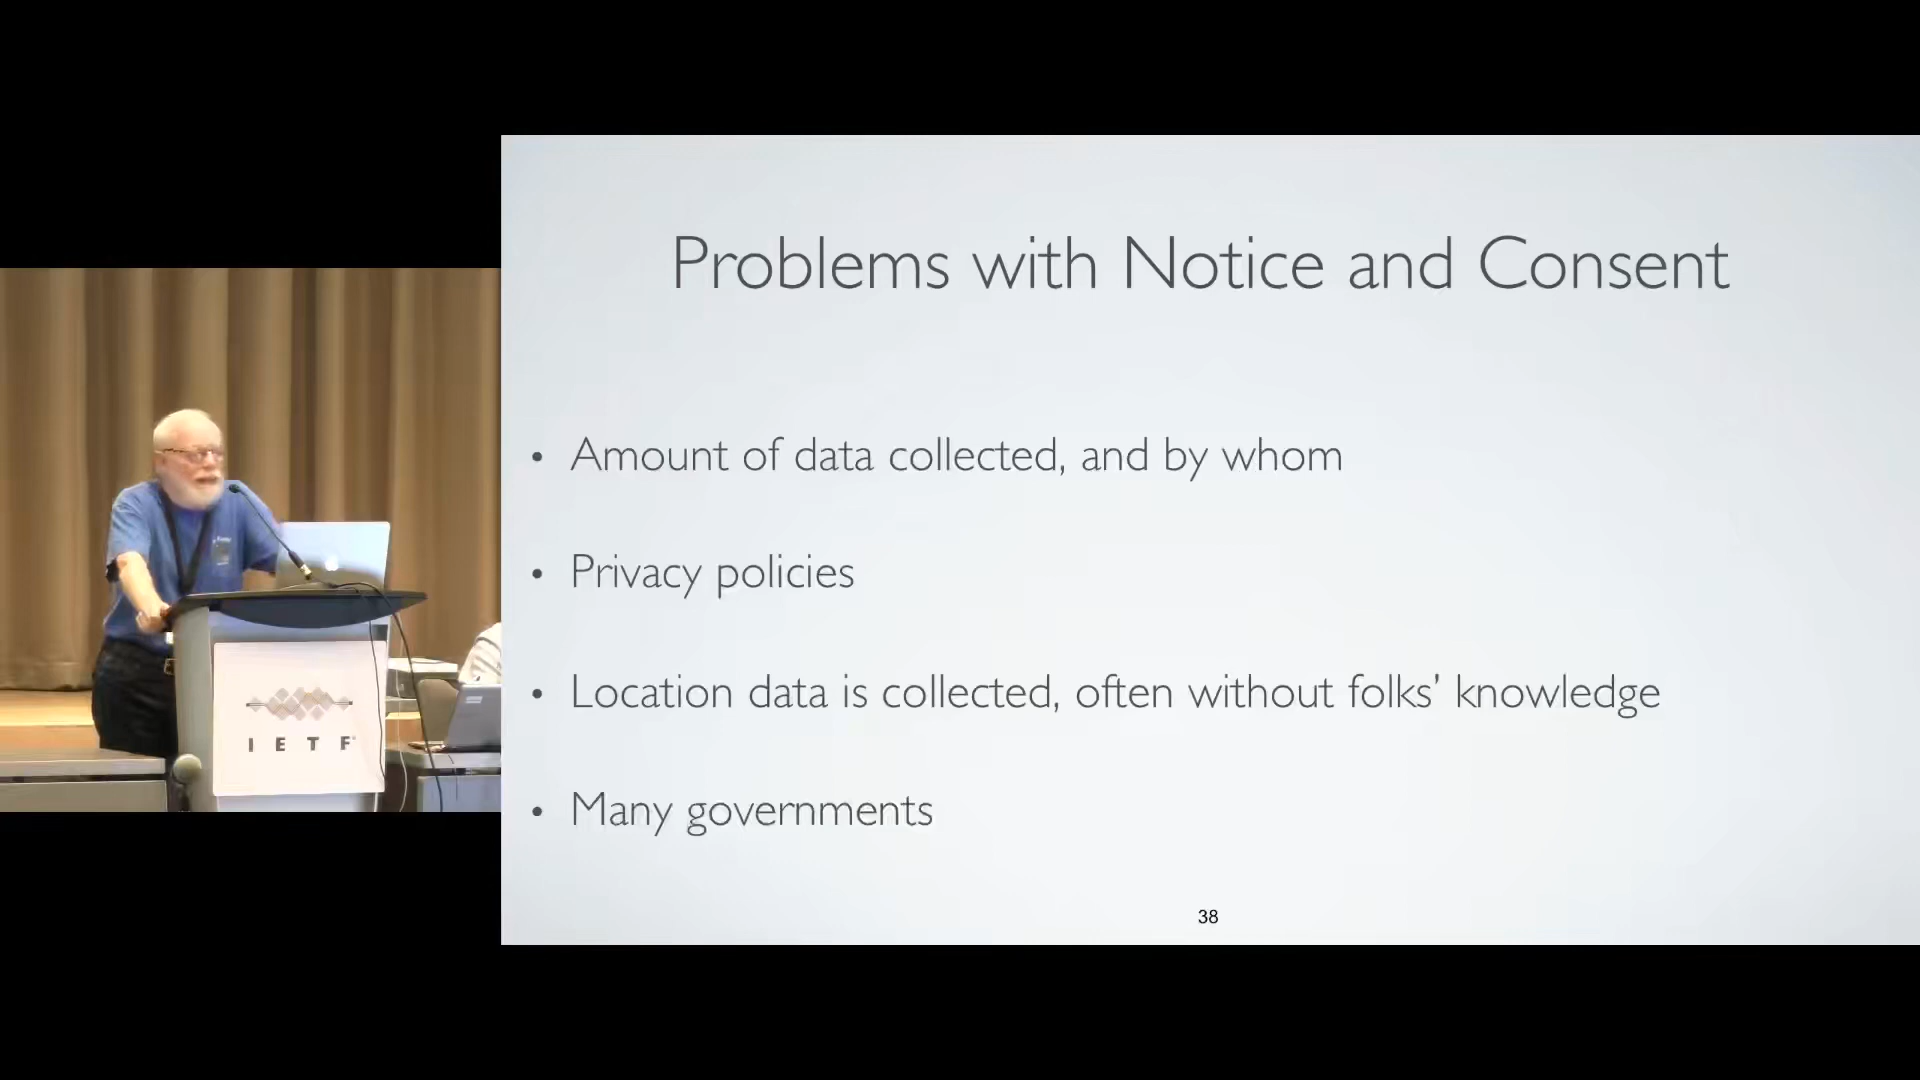 Problems with Notice and Consent
• Amount of data collected, and by whom
• Privacy policies
• Location data is collected, often without folks’ knowledge
• Many governments
38
I E T F